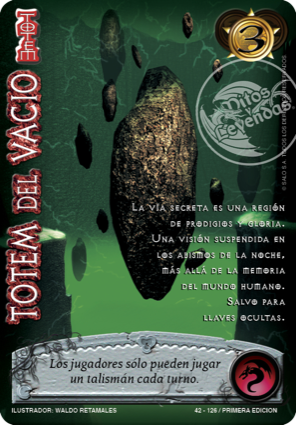 TOTEM DEL VACIO
3
Mitos
y
Leyendas
LA VÍA SECRETA ES UNA REGIÓN
DE PRODIGIOS Y GLORIA.
UNA VISIÓN SUSPENDIDA EN
LOS ABISMOS DE LA NOCHE,
MÁS ALLÁ DE LA MEMORIA
DEL MUNDO HUMANO.
SALVO PARA
LLAVES OCULTAS.
Los jugadores sólo pueden jugar
un talismán cada turno.
ILUSTRADOR: WALDO RETAMALES
42 - 126 / PRIMERA EDICION